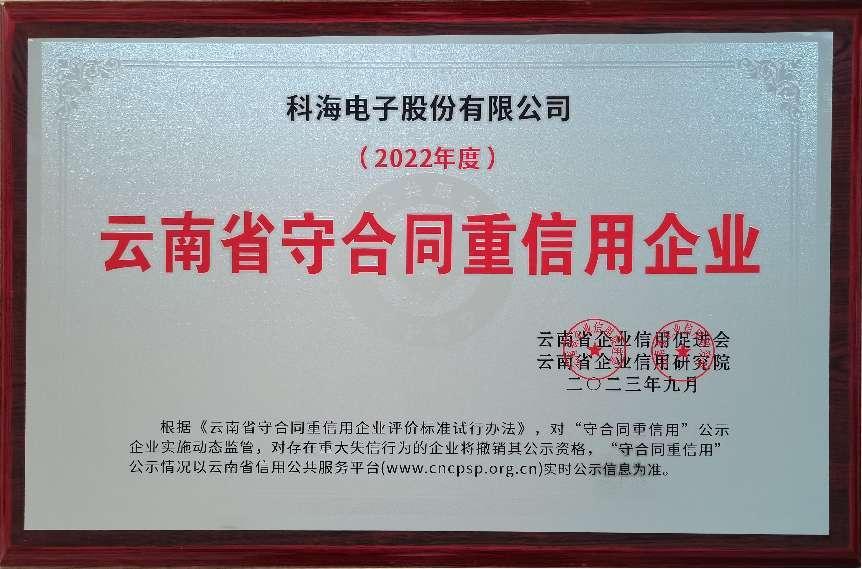 科海电子股份有限公司
（2022年度）
云南省守合同重信用企业
云南省企业信用促进会
云南省企业信用研究院
二〇二三年九月
根据《云南省守合同重信用企业评价标准试行办法》，对“守合同重信用”公示
企业实施动态监管，对存在重大失信行为的企业将撤销其公示资格，“守合同重信用”
公示情况以云南省信用公共服务平台(www.cncpsp.org.cn)实时公示信息为准。